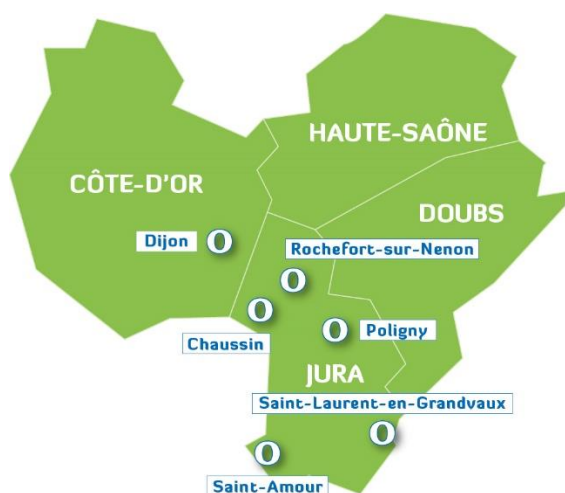 HAUTE-SAÔNE
CÔTE-D'OR
DOUBS
Dijon
Rochefort-sur-Nenon
Chaussin
Poligny
JURA
Saint-Laurent-en-Grandvaux
Saint-Amour